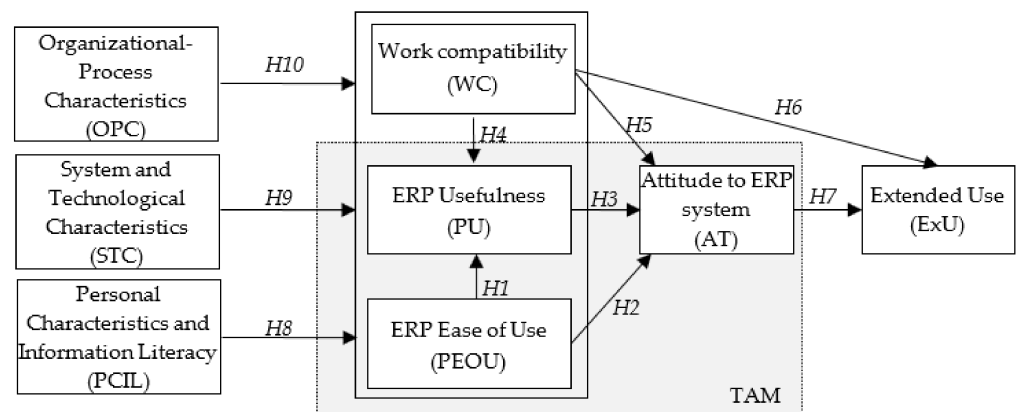 Organizational-
Process
Characteristics
(OPC)
H10
Work compatibility
(WC)
H6
H4
H5
System and
Technological
Characteristics
(STC)
H9
ERP Usefulness
(PU)
H3
Attitude to ERP
system
(AT)
H7
Extended Use
(ExU)
H1
H2
Personal
Characteristics and
Information Literacy
(PCIL)
H8
ERP Ease of Use
(PEOU)
TAM